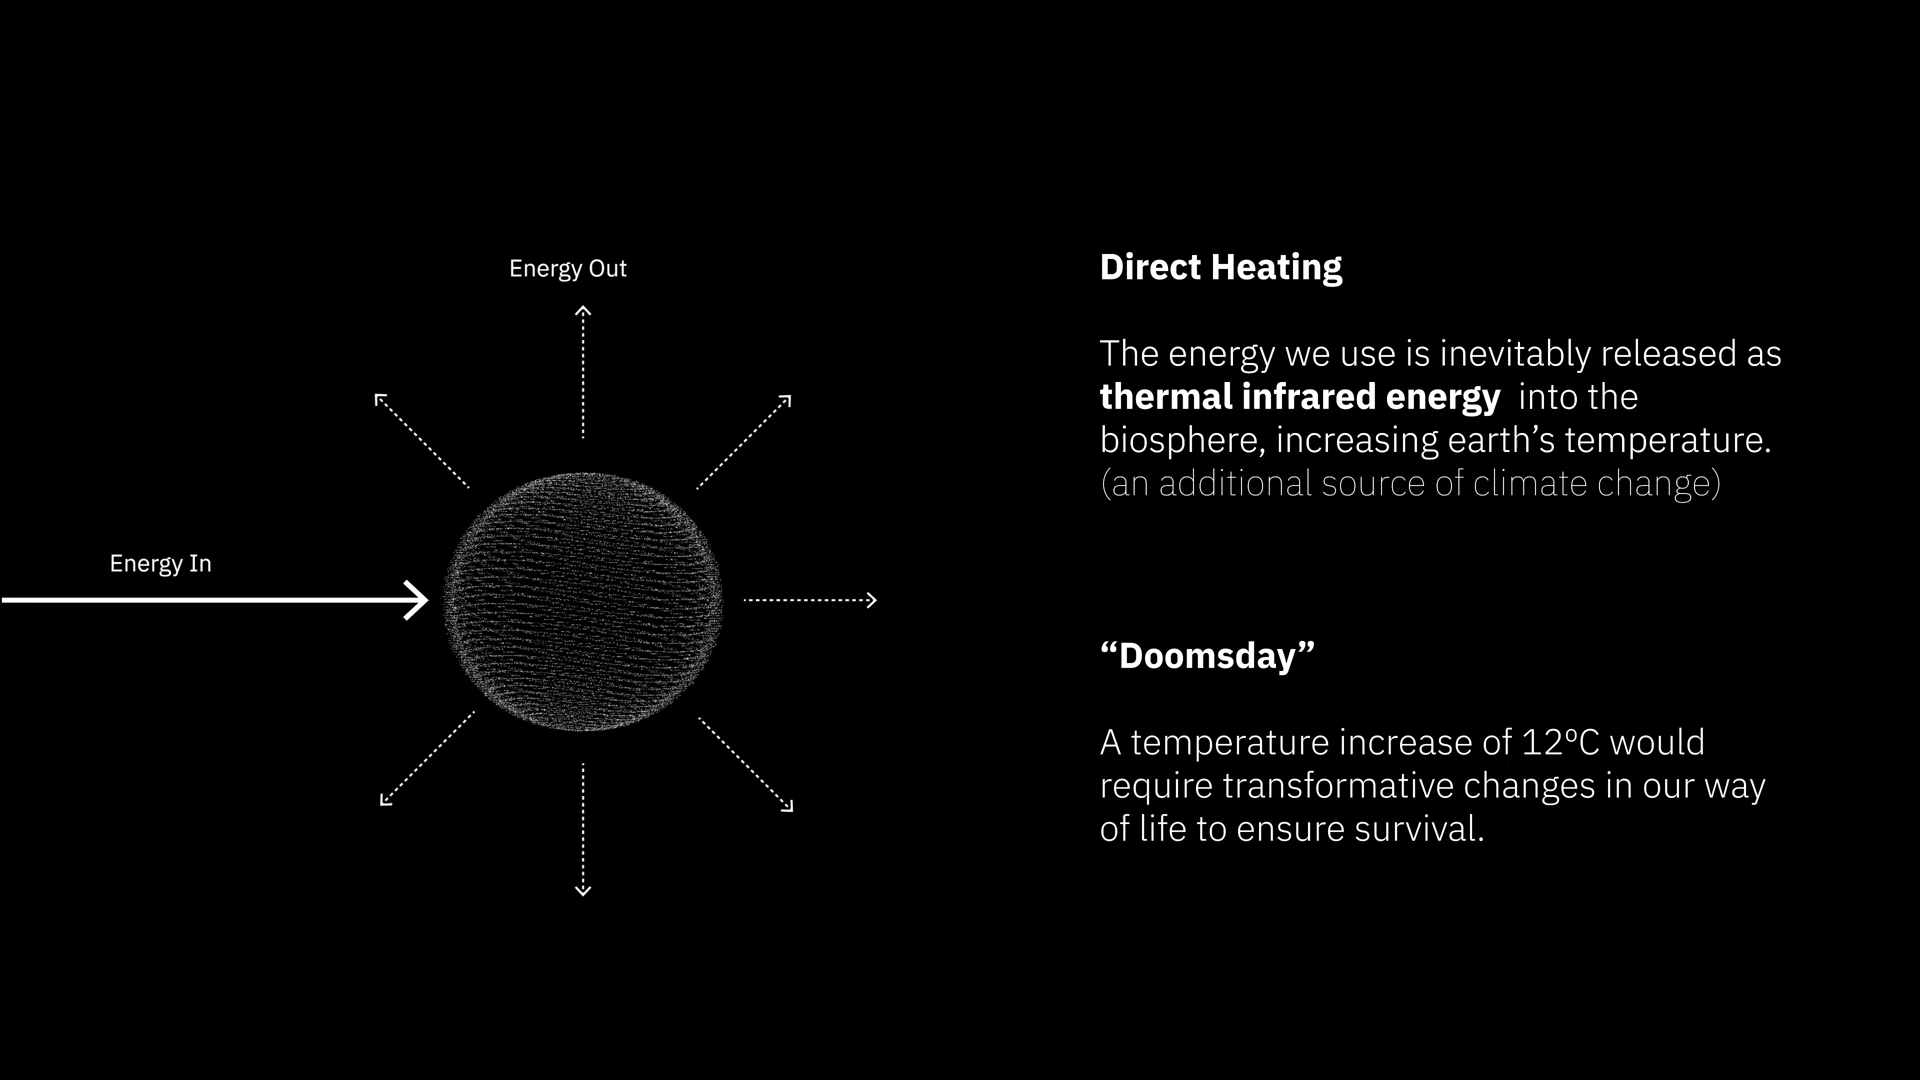 Energy Out
Energy In
Direct Heating
The energy we use is inevitably released as
thermal infrared energy into the
biosphere, increasing earth’s temperature.
(an additional source of climate change)
“Doomsday”
A temperature increase of 12ºC would
require transformative changes in our way
of life to ensure survival.